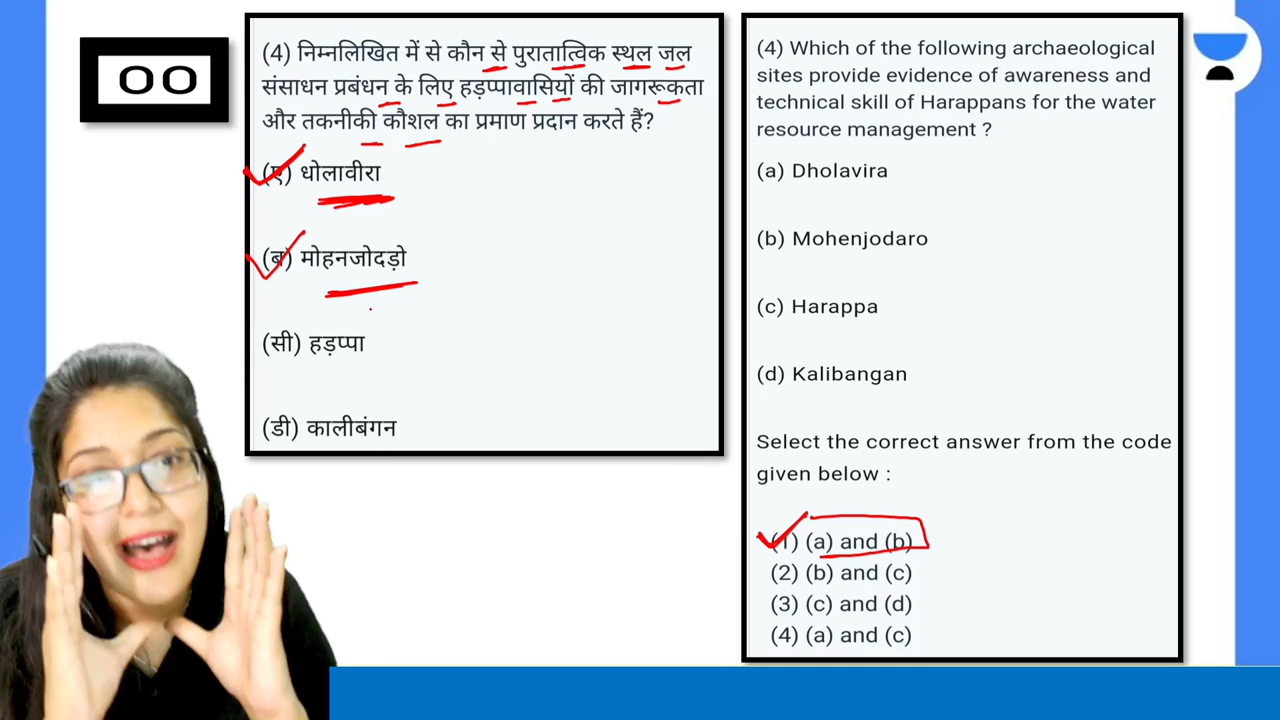 00
(4) निम्नलिखित में से कौन से पुरातात्विक स्थल जल
संसाधन प्रबंधन के लिए हड़प्पावासियों की जागरूकता
और तकनीकी कौशल का प्रमाण प्रदान करते हैं?
(ए) धोलावीरा
(ब) मोहनजोदड़ो
(सी) हड़प्पा
(डी) कालीबंगन
(4) Which of the following archaeological
sites provide evidence of awareness and
technical skill of Harappans for the water
resource management ?
(a) Dholavira
(b) Mohenjodaro
(c) Harappa
(d) Kalibangan
Select the correct answer from the code
given below :
(1) (a) and (b)
(2) (b) and (c)
(3) (c) and (d)
(4) (a) and (c)